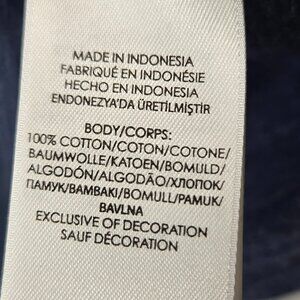 MADE IN INDONESIA
FABRIQUÉ EN INDONÉSIE
HECHO EN INDONESIA
ENDONEZYA'DA ÜRETİLMİŞTİR
BODY/CORPS:
100% COTTON/COTON/COTONE/
BAUMWOLLE/KATOEN/BOMULD/
ALGODÓN/ALGODÃO/ХЛОПОК/
ПАМУК/BAMBAKI/BOMULL/PAMUK/
BAVLNA
EXCLUSIVE OF DECORATION
SAUF DÉCORATION